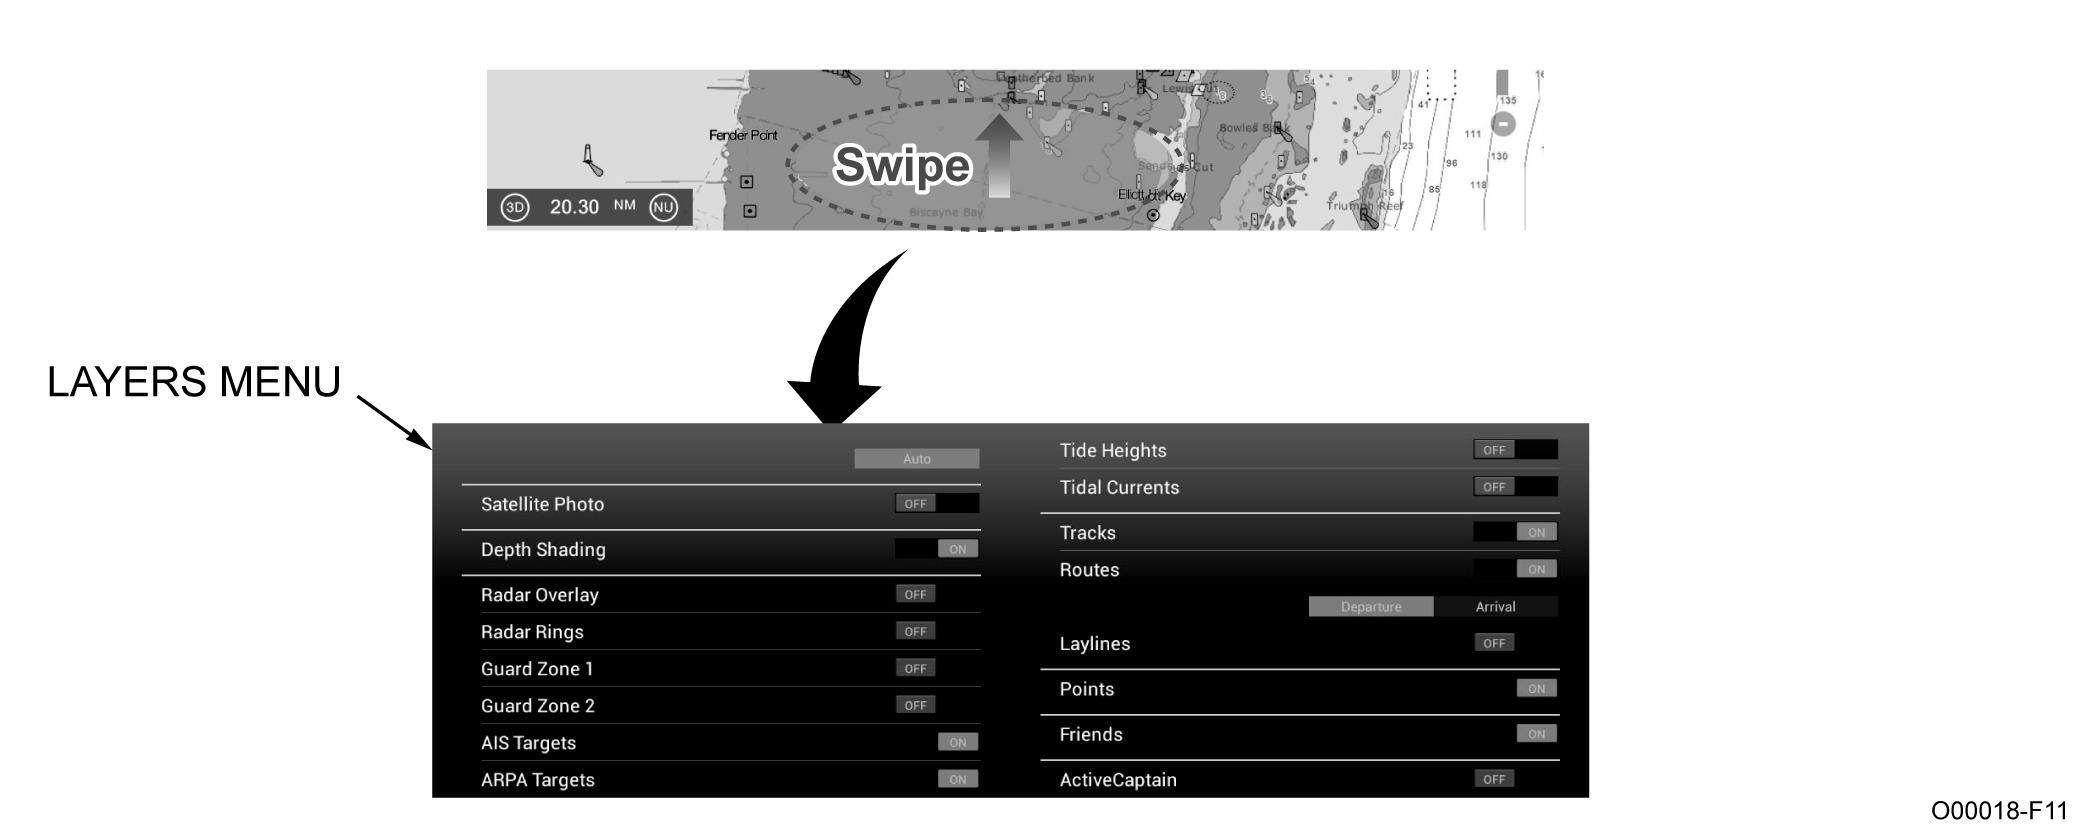 Featherbed Bank
Lewis Cut
135
41
36
Fender Point
Bowles Bank
111
23
Swipe
96
130
Sands Cut
85
118
16
Elliott Key
3D 20.30 NM NU
Biscayne Bay
Triumph Reef
LAYERS MENU
Auto
Satellite Photo OFF
Depth Shading ON
Radar Overlay OFF
Radar Rings OFF
Guard Zone 1 OFF
Guard Zone 2 OFF
AIS Targets ON
ARPA Targets ON
Tide Heights OFF
Tidal Currents OFF
Tracks ON
Routes ON
Departure Arrival
Laylines OFF
Points ON
Friends ON
ActiveCaptain OFF
O00018-F11